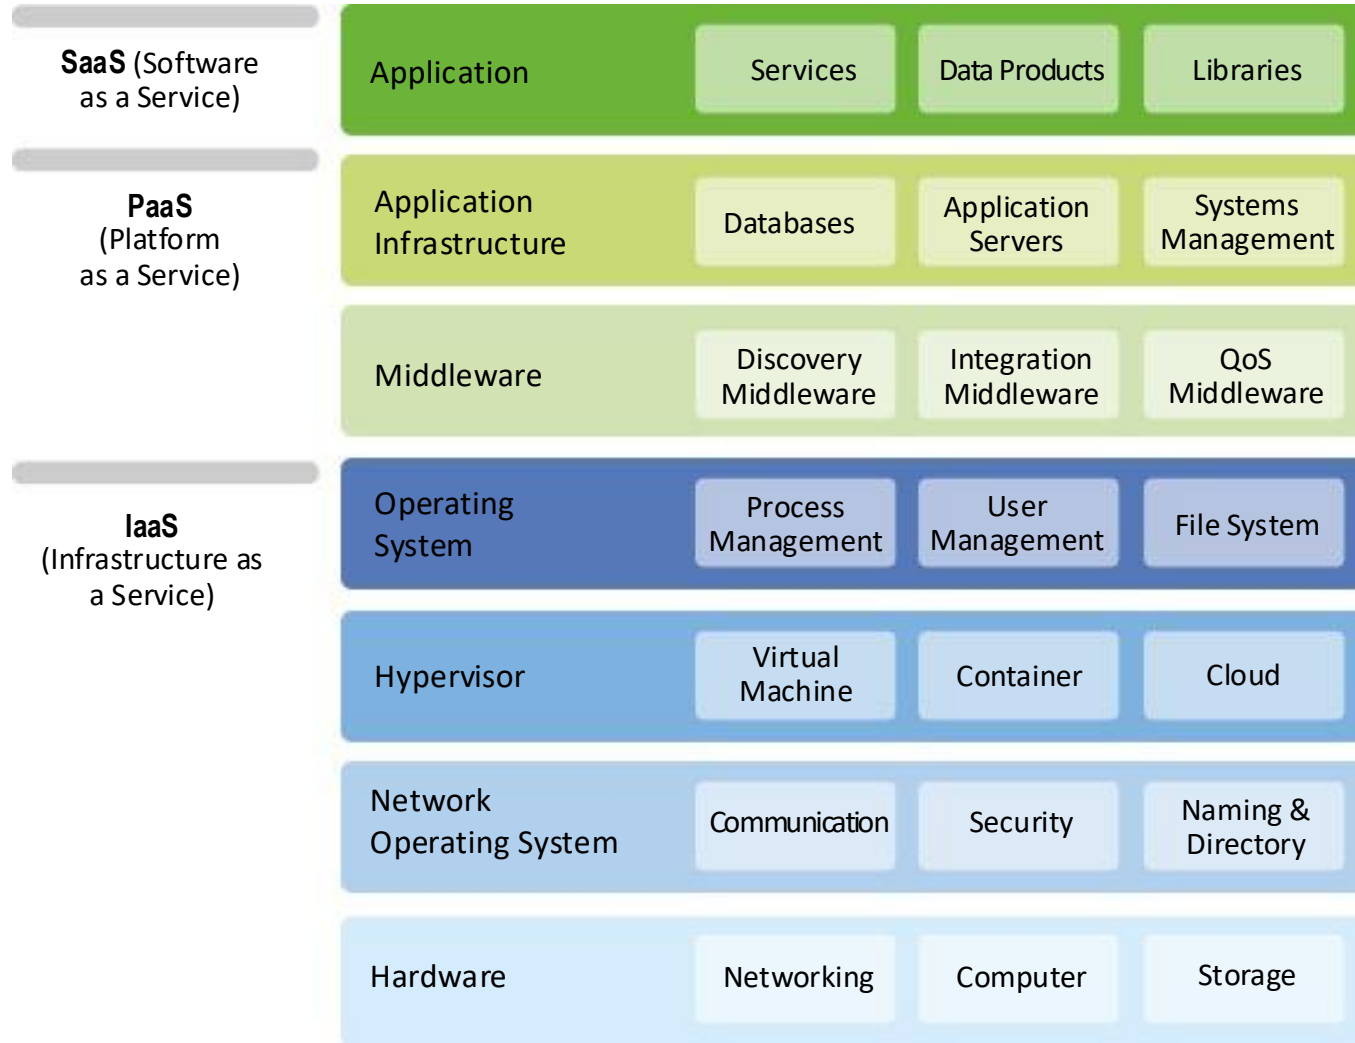 SaaS (Software
as a Service)
Application
Services
Data Products
Libraries
PaaS
(Platform
as a Service)
Application
Infrastructure
Databases
Application
Servers
Systems
Management
Middleware
Discovery
Middleware
Integration
Middleware
QoS
Middleware
IaaS
(Infrastructure as
a Service)
Operating
System
Process
Management
User
Management
File System
Hypervisor
Virtual
Machine
Container
Cloud
Network
Operating System
Communication
Security
Naming &
Directory
Hardware
Networking
Computer
Storage